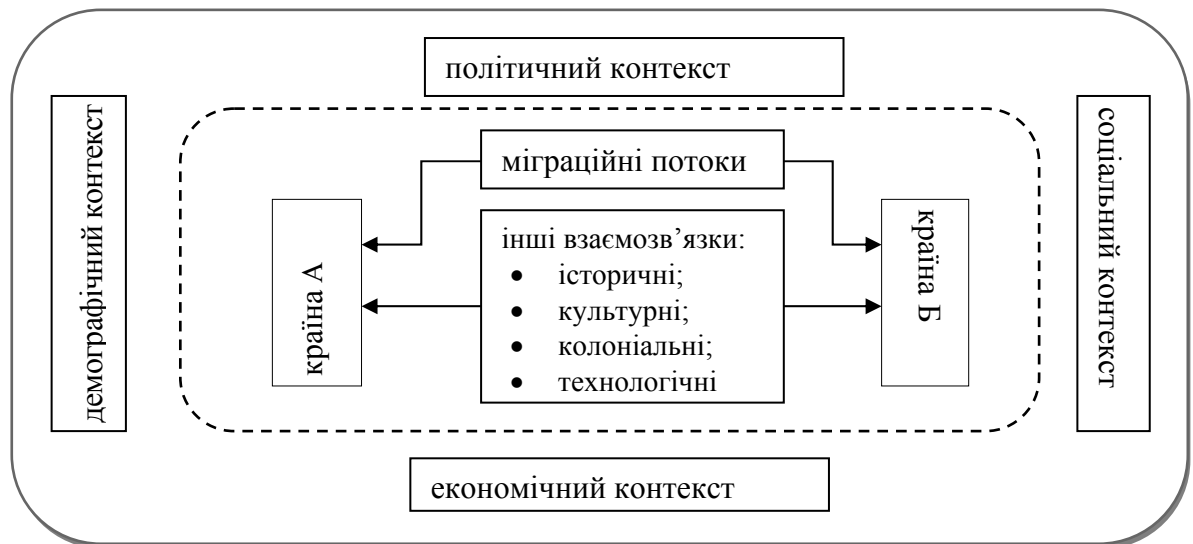 політичний контекст
демографічний контекст
міграційні потоки
соціальний контекст
країна А
інші взаємозв’язки:
• історичні;
• культурні;
• колоніальні;
• технологічні
країна Б
економічний контекст